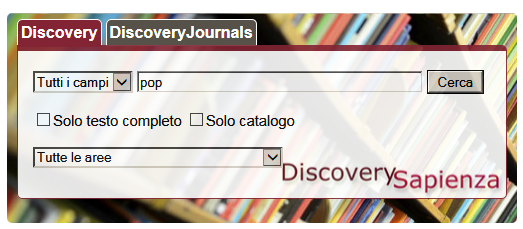 Discovery DiscoveryJournals
Tutti i campi pop Cerca
Solo testo completo Solo catalogo
Tutte le aree
DiscoverySapienza